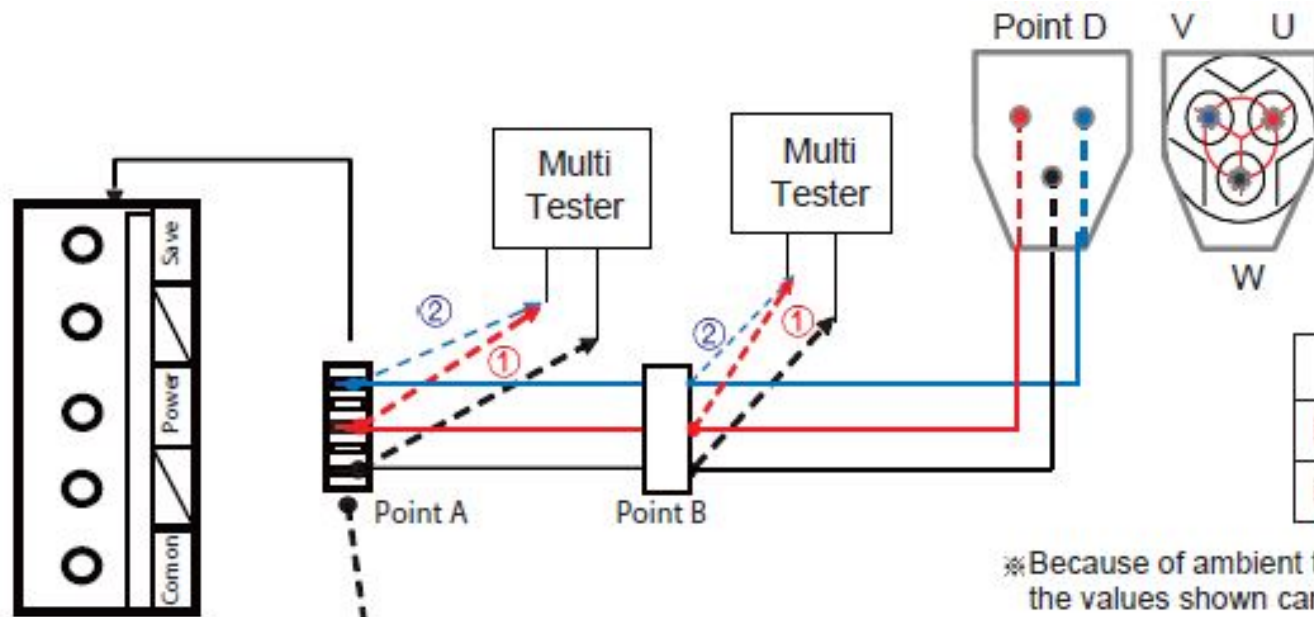 Point D
V U
Multi
Tester
Multi
Tester
W
Save
Power
Comon
②
①
②
①
Point A
Point B
※Because of ambient
the values shown